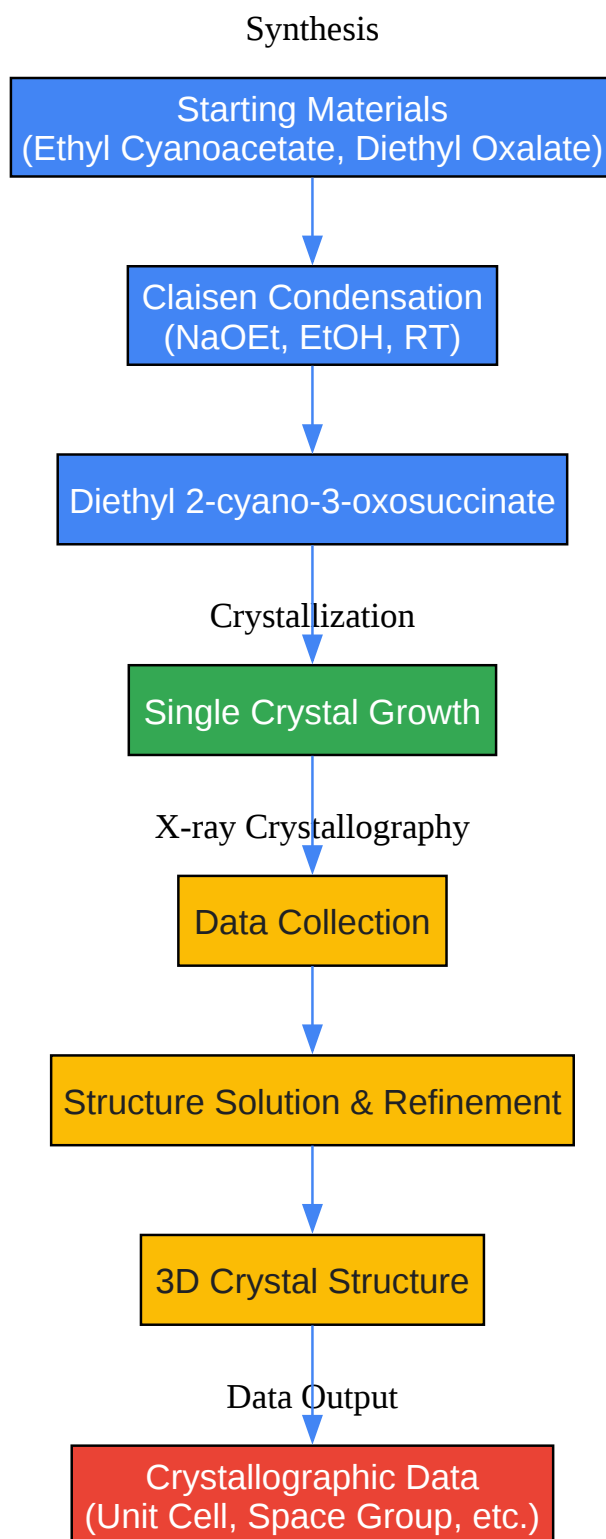 Synthesis
Starting Materials
(Ethyl Cyanoacetate, Diethyl Oxalate)
Claisen Condensation
(NaOEt, EtOH, RT)
Diethyl 2-cyano-3-oxosuccinate
Crystallization
Single Crystal Growth
X-ray Crystallography
Data Collection
Structure Solution & Refinement
3D Crystal Structure
Data Output
Crystallographic Data
(Unit Cell, Space Group, etc.)